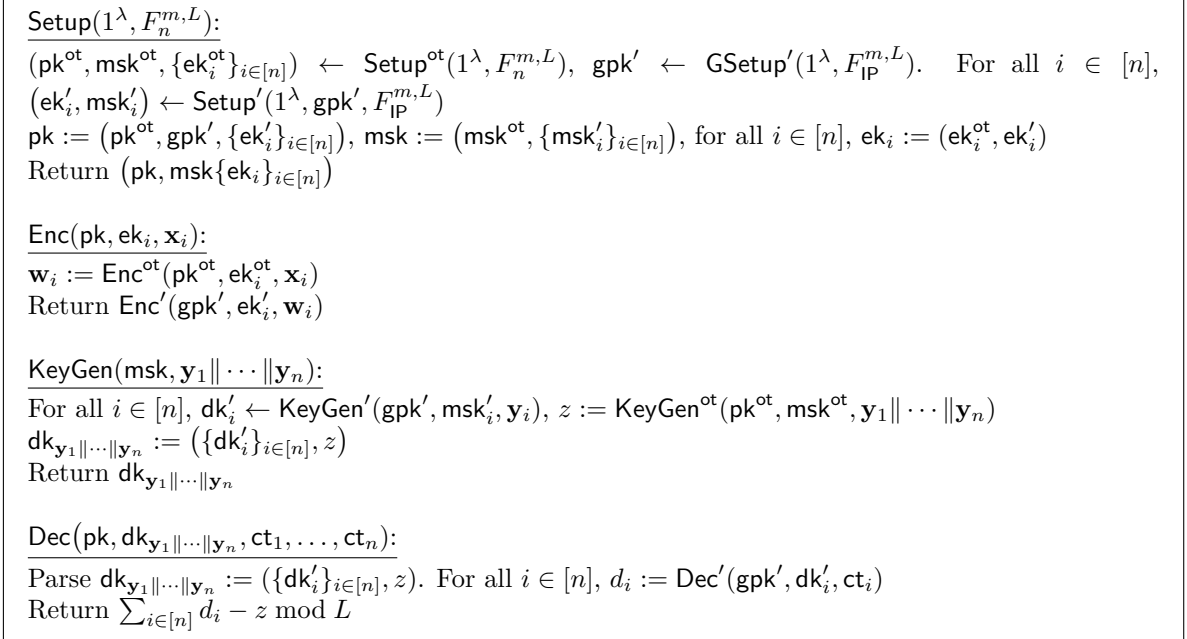 Setup(1^λ, F_n^{m,L}):
(pk^ot, msk^ot, {ek_i^ot}_{i∈[n]}) ← Setup^ot(1^λ, F_n^{m,L}), gpk′ ← GSetup′(1^λ, F_IP^{m,L}). For all i ∈ [n],
(ek′_i, msk′_i) ← Setup′(1^λ, gpk′, F_IP^{m,L})
pk := (pk^ot, gpk′, {ek′_i}_{i∈[n]}), msk := (msk^ot, {msk′_i}_{i∈[n]}), for all i ∈ [n], ek_i := (ek_i^ot, ek′_i)
Return (pk, msk{ek_i}_{i∈[n]})
Enc(pk, ek_i, x_i):
w_i := Enc^ot(pk^ot, ek_i^ot, x_i)
Return Enc′(gpk′, ek′_i, w_i)
KeyGen(msk, y_1‖···‖y_n):
For all i ∈ [n], dk′_i ← KeyGen′(gpk′, msk′_i, y_i), z := KeyGen^ot(pk^ot, msk^ot, y_1‖···‖y_n)
dk_{y_1‖···‖y_n} := ({dk′_i}_{i∈[n]}, z)
Return dk_{y_1‖···‖y_n}
Dec(pk, dk_{y_1‖···‖y_n}, ct_1, . . . , ct_n):
Parse dk_{y_1‖···‖y_n} := ({dk′_i}_{i∈[n]}, z). For all i ∈ [n], d_i := Dec′(gpk′, dk′_i, ct_i)
Return ∑_{i∈[n]} d_i − z mod L